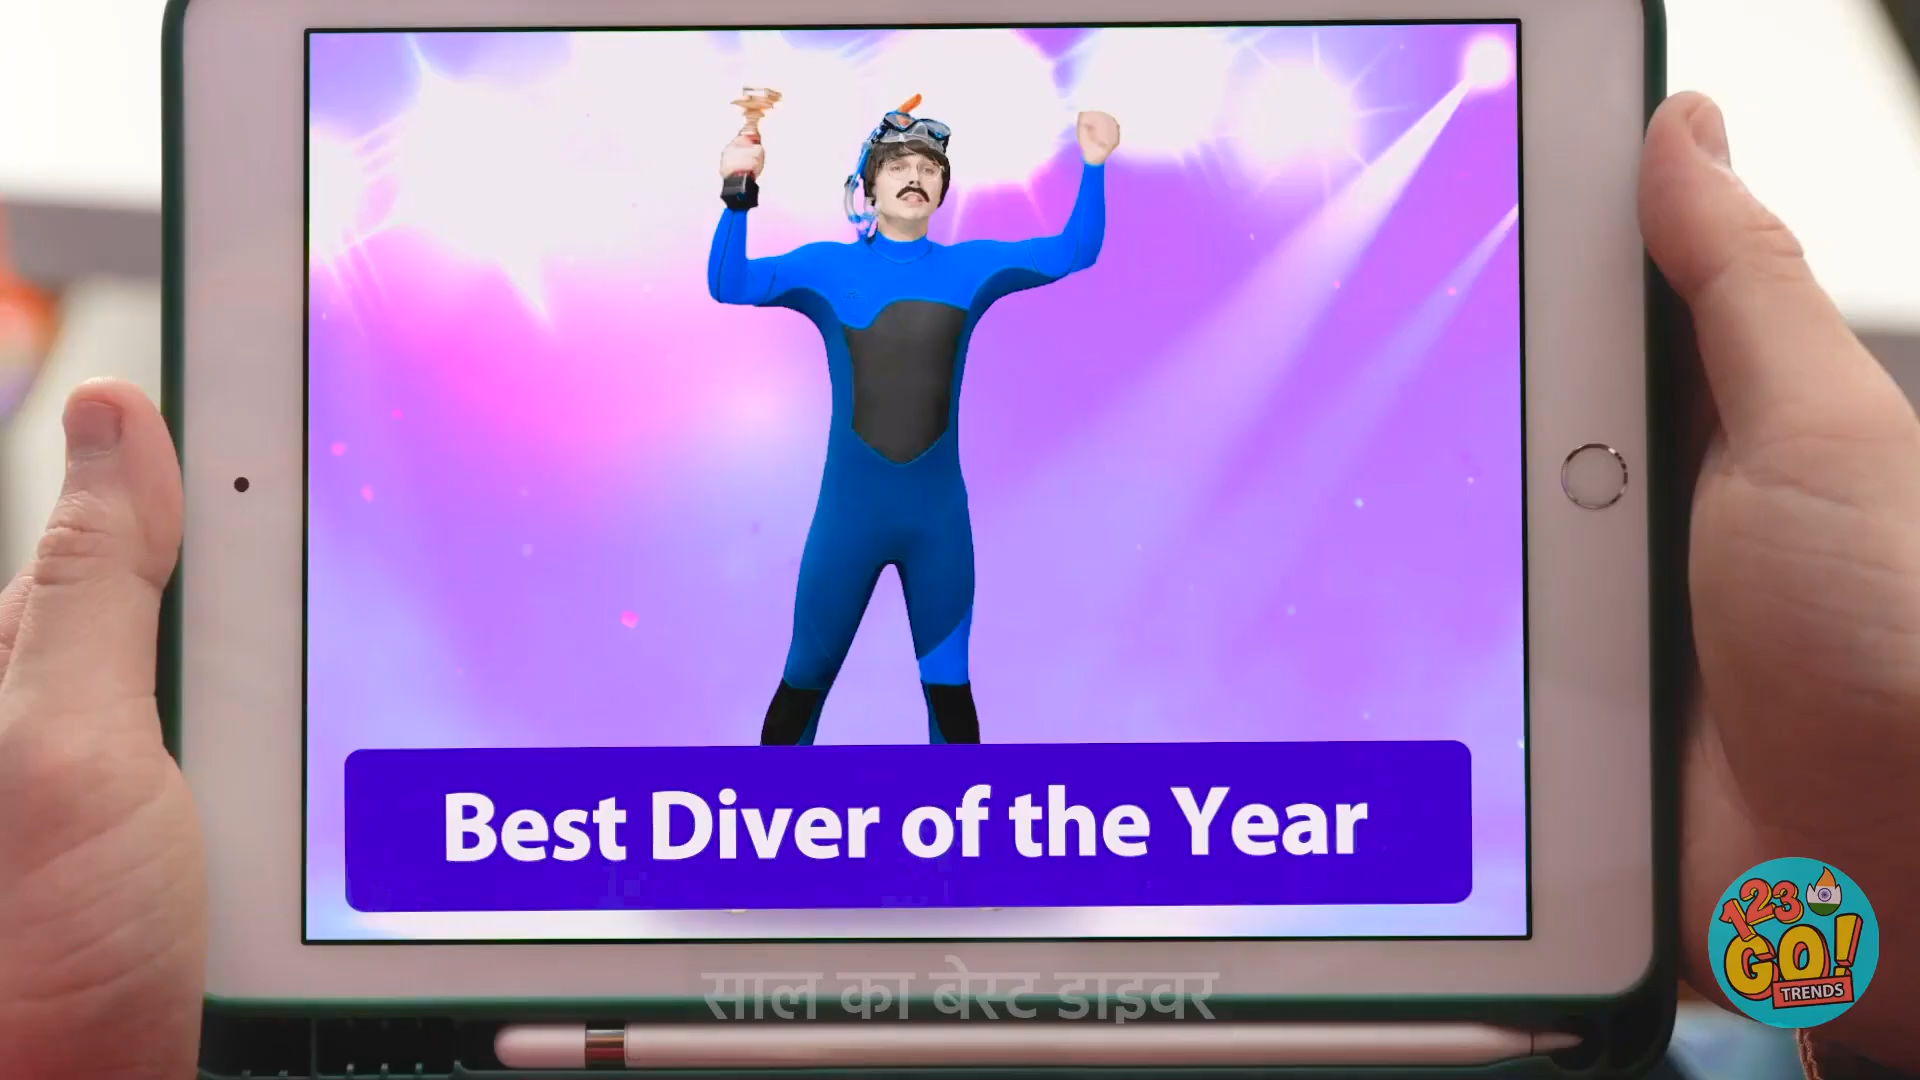 Best Diver of the Year
साल का बेस्ट डाइवर
123
GO!
TRENDS